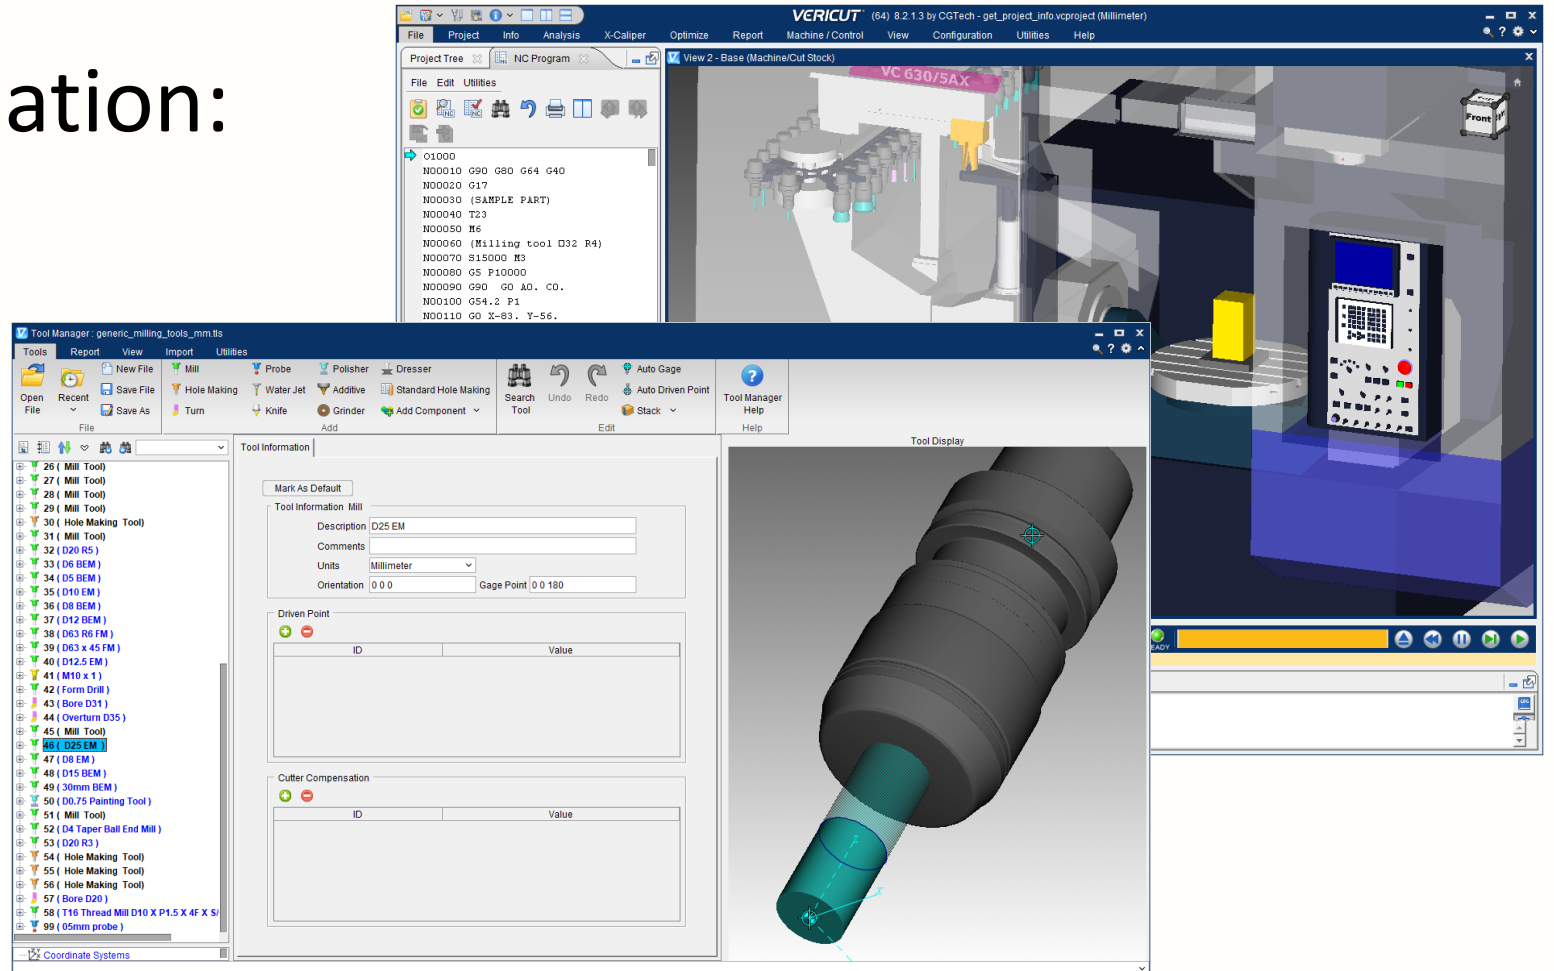 ation:
VERICUT (64) 8.2.1.3 by CGTech - get_project_info.vcproject (Millimeter)
File Project Info Analysis X-Caliper Optimize Report Machine / Control View Configuration Utilities Help
Project Tree NC Program
View 2 - Base (Machine/Cut Stock)
File Edit Utilities
VC 630/5AX
Front
O1000
N00010 G90 G80 G64 G40
N00020 G17
N00030 (SAMPLE PART)
N00040 T23
N00050 M6
N00060 (Milling tool □32 R4)
N00070 S15000 M3
N00080 G5 P10000
N00090 G90 G0 A0. C0.
N00100 G54.2 P1
N00110 G0 X-83. Y-56.
Tool Manager : generic_milling_tools_mm.tls
Tools Report View Import Utilities
Open File
Recent
New File
Save File
Save As
File
Mill Probe Polisher Dresser
Hole Making Water Jet Additive Standard Hole Making
Turn Knife Grinder Add Component
Add
Search Tool
Undo
Redo
Auto Gage
Auto Driven Point
Stack
Edit
Tool Manager Help
Help
26 ( Mill Tool)
27 ( Mill Tool)
28 ( Mill Tool)
29 ( Mill Tool)
30 ( Hole Making Tool)
31 ( Mill Tool)
32 ( D20 R5 )
33 ( D6 BEM )
34 ( D5 BEM )
35 ( D10 EM )
36 ( D8 BEM )
37 ( D12 BEM )
38 ( D63 R6 FM )
39 ( D63 x 45 FM )
40 ( D12.5 EM )
41 ( M10 x 1 )
42 ( Form Drill )
43 ( Bore D31 )
44 ( Overturn D35 )
45 ( Mill Tool)
46 ( D25 EM )
47 ( D8 EM )
48 ( D15 BEM )
49 ( 30mm BEM )
50 ( D0.75 Painting Tool )
51 ( Mill Tool)
52 ( D4 Taper Ball End Mill )
53 ( D20 R3 )
54 ( Hole Making Tool)
55 ( Hole Making Tool)
56 ( Hole Making Tool)
57 ( Bore D20 )
58 ( T16 Thread Mill D10 X P1.5 X 4F X S/
99 ( 05mm probe )
Coordinate Systems
Tool Information
Mark As Default
Tool Information Mill
Description D25 EM
Comments
Units Millimeter
Orientation 0 0 0 Gage Point 0 0 180
Driven Point
ID Value
Cutter Compensation
ID Value
Tool Display
Z
X
EADY